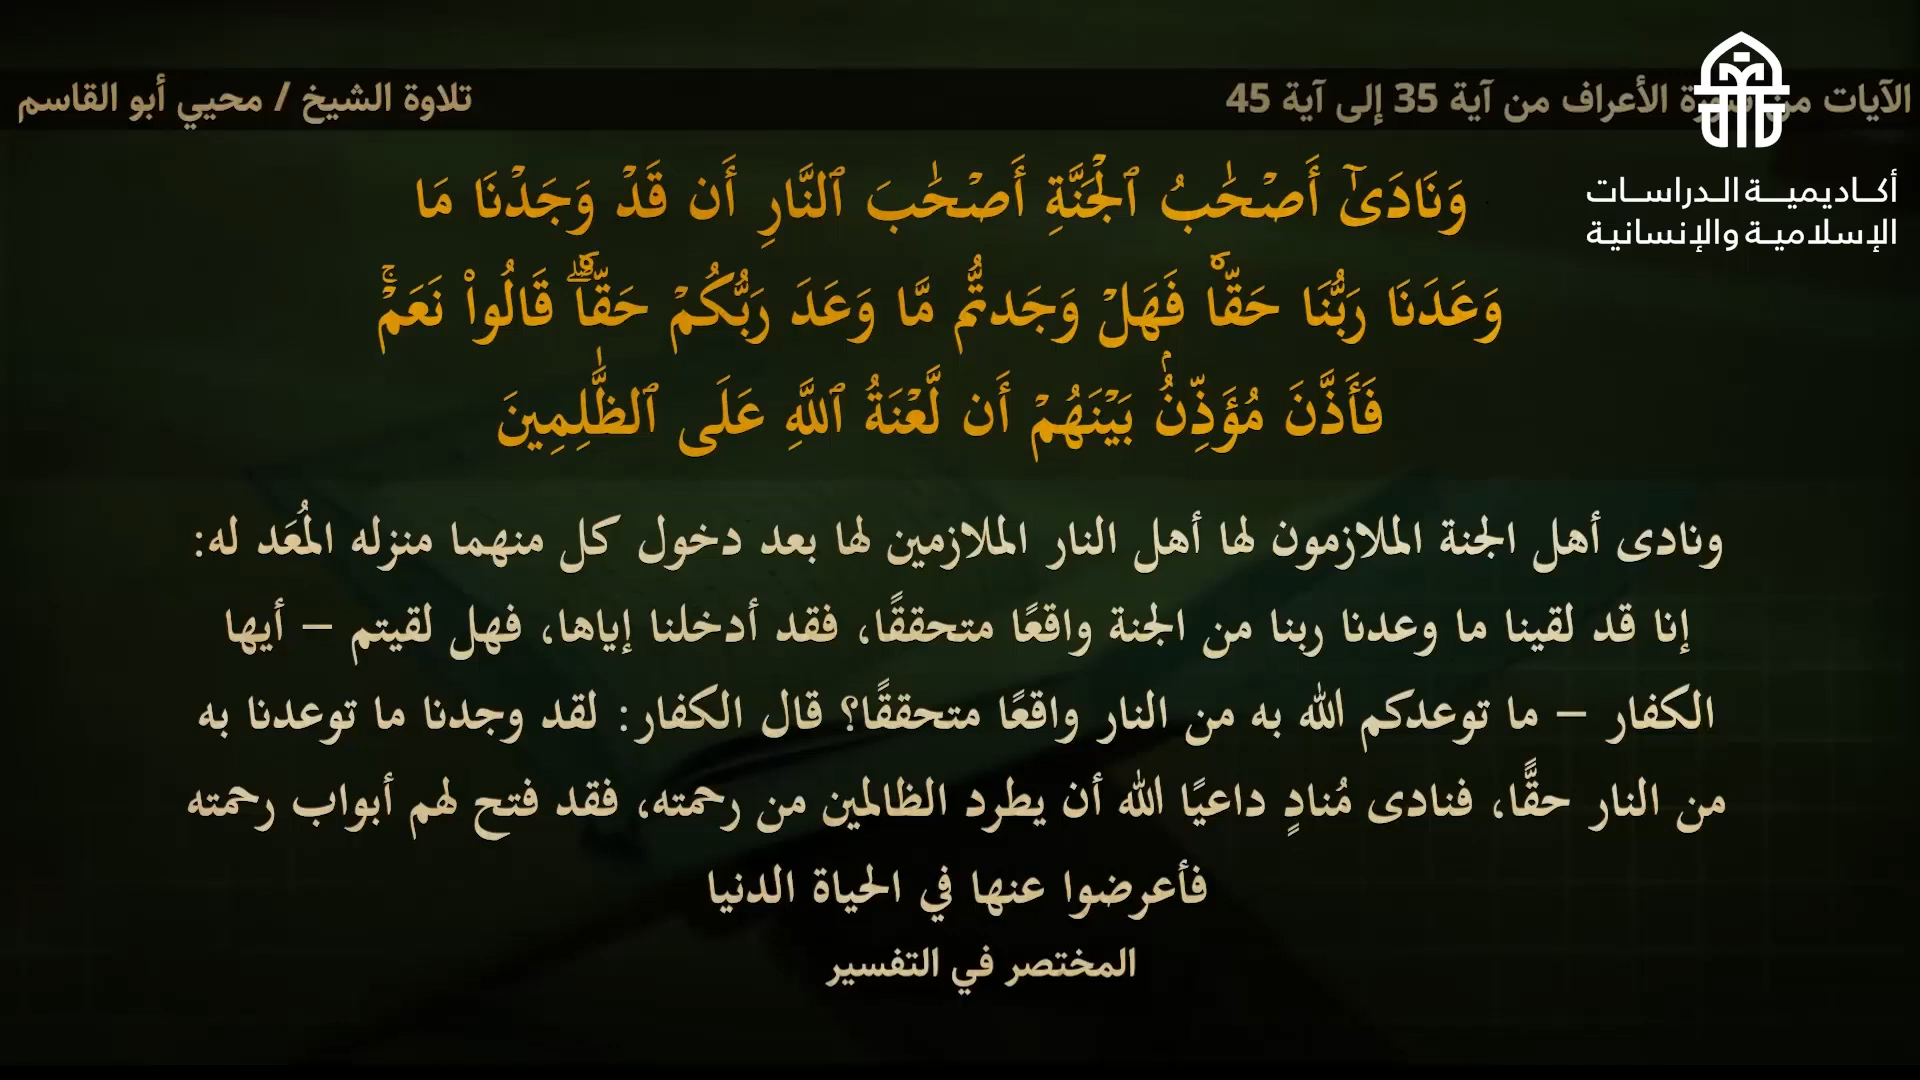 الآيات من سورة الأعراف من آية 35 إلى آية 45
تلاوة الشيخ / محيي أبو القاسم
أكاديمية الدراسات
الإسلامية والإنسانية
وَنَادَىٰٓ أَصْحَٰبُ ٱلْجَنَّةِ أَصْحَٰبَ ٱلنَّارِ أَن قَدْ وَجَدْنَا مَا
وَعَدَنَا رَبُّنَا حَقًّا فَهَلْ وَجَدتُّم مَّا وَعَدَ رَبُّكُمْ حَقًّا ۖ قَالُوا۟ نَعَمْ ۚ
فَأَذَّنَ مُؤَذِّنٌۢ بَيْنَهُمْ أَن لَّعْنَةُ ٱللَّهِ عَلَى ٱلظَّٰلِمِينَ
ونادى أهل الجنة الملازمون لها أهل النار الملازمين لها بعد دخول كل منهما منزله المُعَد له:
إنا قد لقينا ما وعدنا ربنا من الجنة واقعًا متحققًا، فقد أدخلنا إياها، فهل لقيتم – أيها
الكفار – ما توعدكم الله به من النار واقعًا متحققًا؟ قال الكفار: لقد وجدنا ما توعدنا به
من النار حقًّا، فنادى مُنادٍ داعيًا الله أن يطرد الظالمين من رحمته، فقد فتح لهم أبواب رحمته
فأعرضوا عنها في الحياة الدنيا
المختصر في التفسير